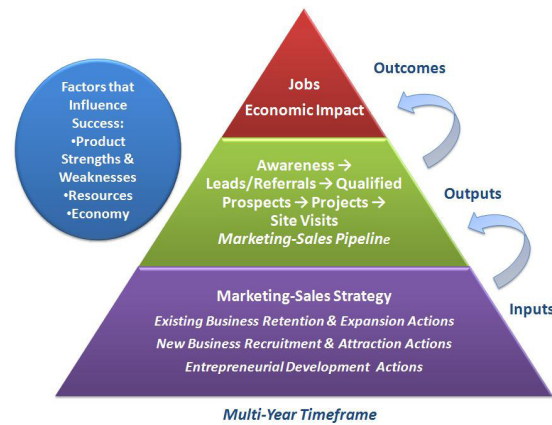 Factors that
Influence
Success:
•Product
Strengths &
Weaknesses
•Resources
•Economy
Jobs
Economic Impact
Outcomes
Awareness →
Leads/Referrals → Qualified
Prospects → Projects →
Site Visits
Marketing-Sales Pipeline
Outputs
Marketing-Sales Strategy
Existing Business Retention & Expansion Actions
New Business Recruitment & Attraction Actions
Entrepreneurial Development Actions
Inputs
Multi-Year Timeframe